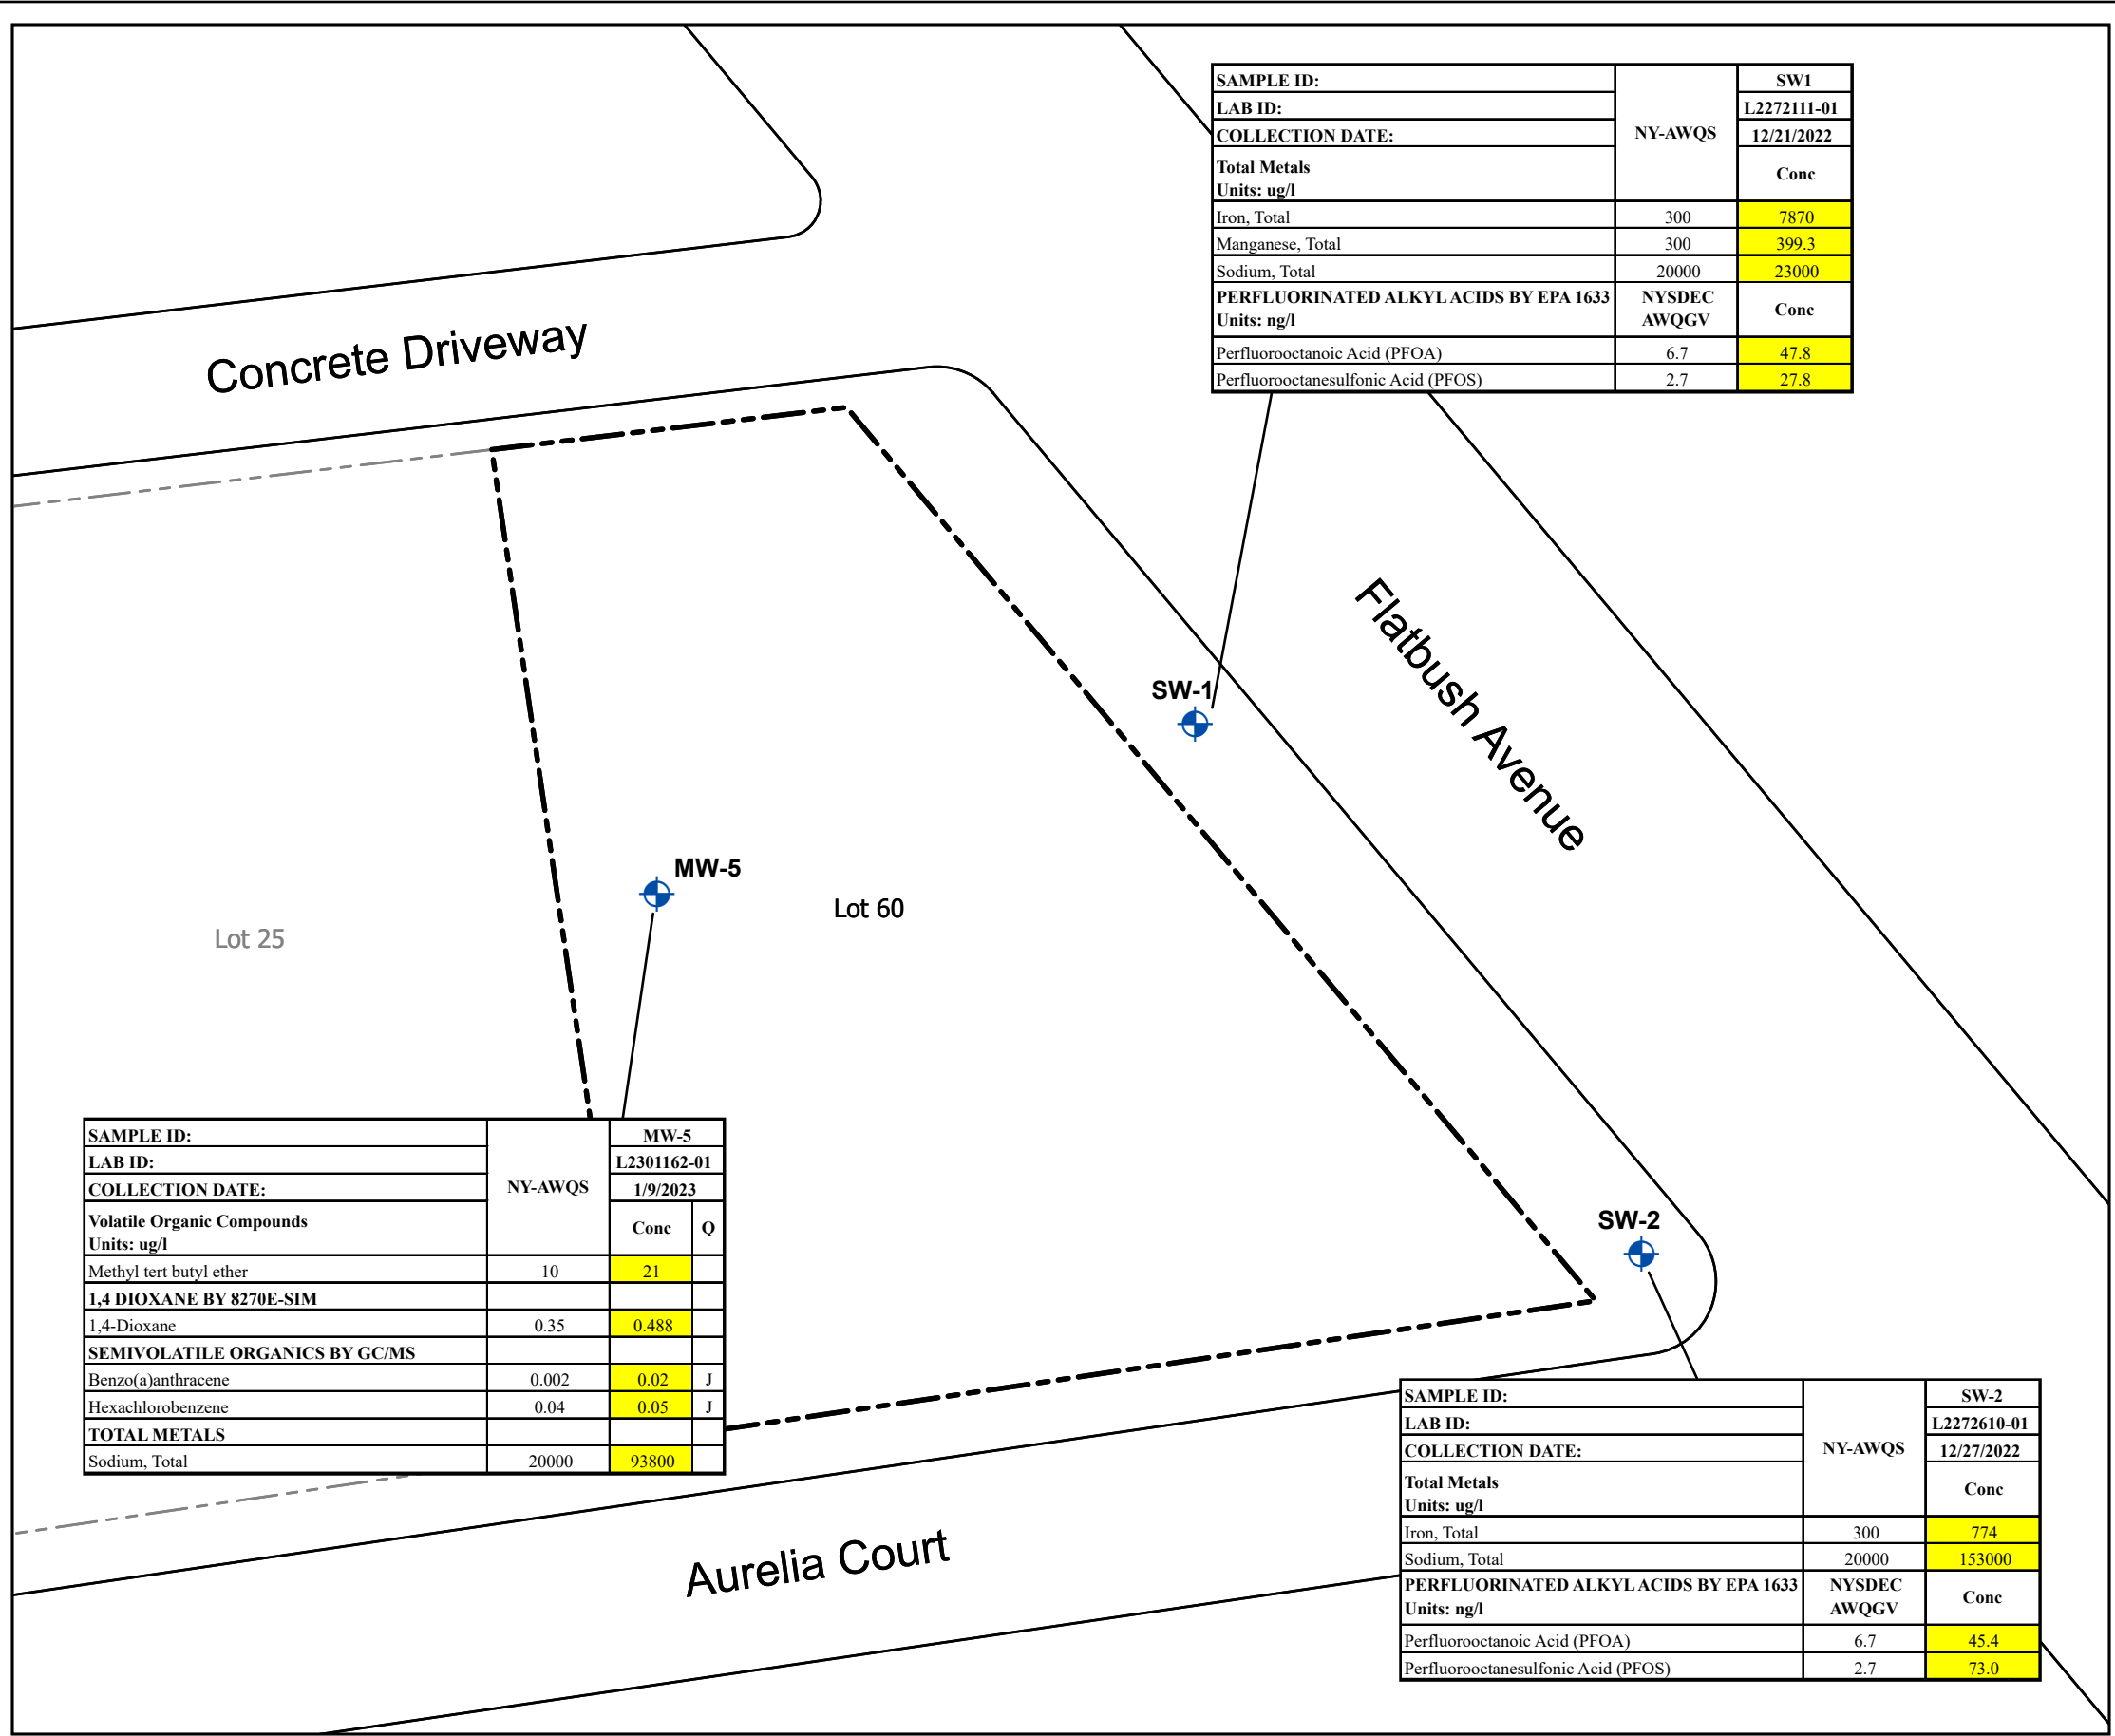 SAMPLE ID: NY-AWQS SW1
LAB ID: L2272111-01
COLLECTION DATE: 12/21/2022
Total Metals
Units: ug/l Conc
Iron, Total 300 7870
Manganese, Total 300 399.3
Sodium, Total 20000 23000
PERFLUORINATED ALKYL ACIDS BY EPA 1633 NYSDEC Conc
Units: ng/l AWQGV
Perfluorooctanoic Acid (PFOA) 6.7 47.8
Perfluorooctanesulfonic Acid (PFOS) 2.7 27.8
Concrete Driveway
Flatbush Avenue
SW-1
MW-5
Lot 60
Lot 25
SAMPLE ID: NY-AWQS MW-5
LAB ID: L2301162-01
COLLECTION DATE: 1/9/2023
Volatile Organic Compounds
Units: ug/l Conc Q
Methyl tert butyl ether 10 21
1,4 DIOXANE BY 8270E-SIM
1,4-Dioxane 0.35 0.488
SEMIVOLATILE ORGANICS BY GC/MS
Benzo(a)anthracene 0.002 0.02 J
Hexachlorobenzene 0.04 0.05 J
TOTAL METALS
Sodium, Total 20000 93800
SW-2
SAMPLE ID: NY-AWQS SW-2
LAB ID: L2272610-01
COLLECTION DATE: 12/27/2022
Total Metals
Units: ug/l Conc
Iron, Total 300 774
Sodium, Total 20000 153000
PERFLUORINATED ALKYL ACIDS BY EPA 1633 NYSDEC Conc
Units: ng/l AWQGV
Perfluorooctanoic Acid (PFOA) 6.7 45.4
Perfluorooctanesulfonic Acid (PFOS) 2.7 73.0
Aurelia Court